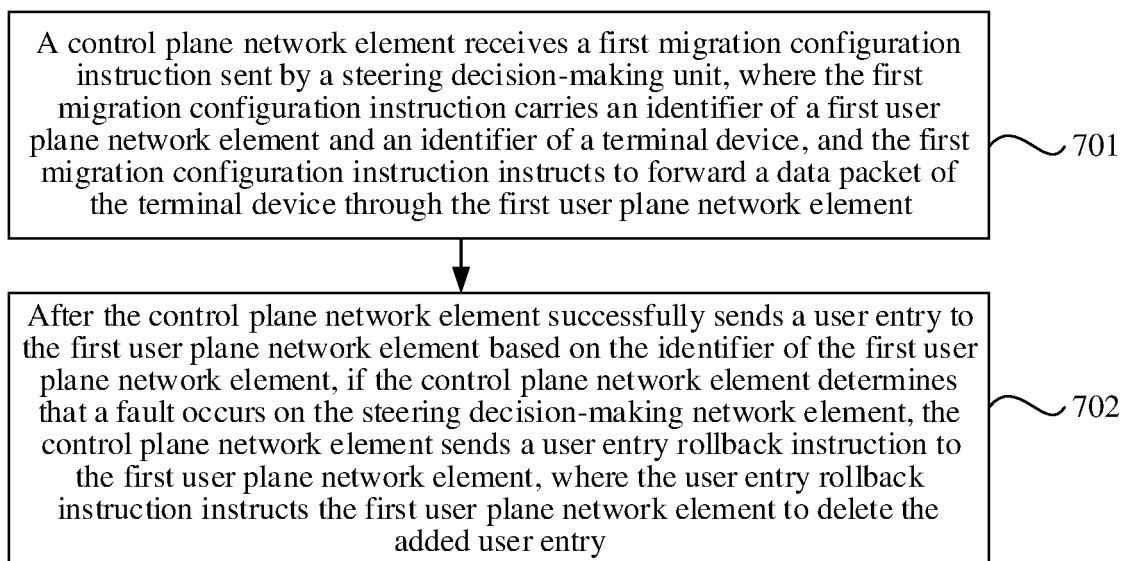 A control plane network element receives a first migration configuration
instruction sent by a steering decision-making unit, where the first
migration configuration instruction carries an identifier of a first user
plane network element and an identifier of a terminal device, and the first
migration configuration instruction instructs to forward a data packet of
the terminal device through the first user plane network element
701
After the control plane network element successfully sends a user entry to
the first user plane network element based on the identifier of the first user
plane network element, if the control plane network element determines
that a fault occurs on the steering decision-making network element, the
control plane network element sends a user entry rollback instruction to
the first user plane network element, where the user entry rollback
instruction instructs the first user plane network element to delete the
added user entry
702